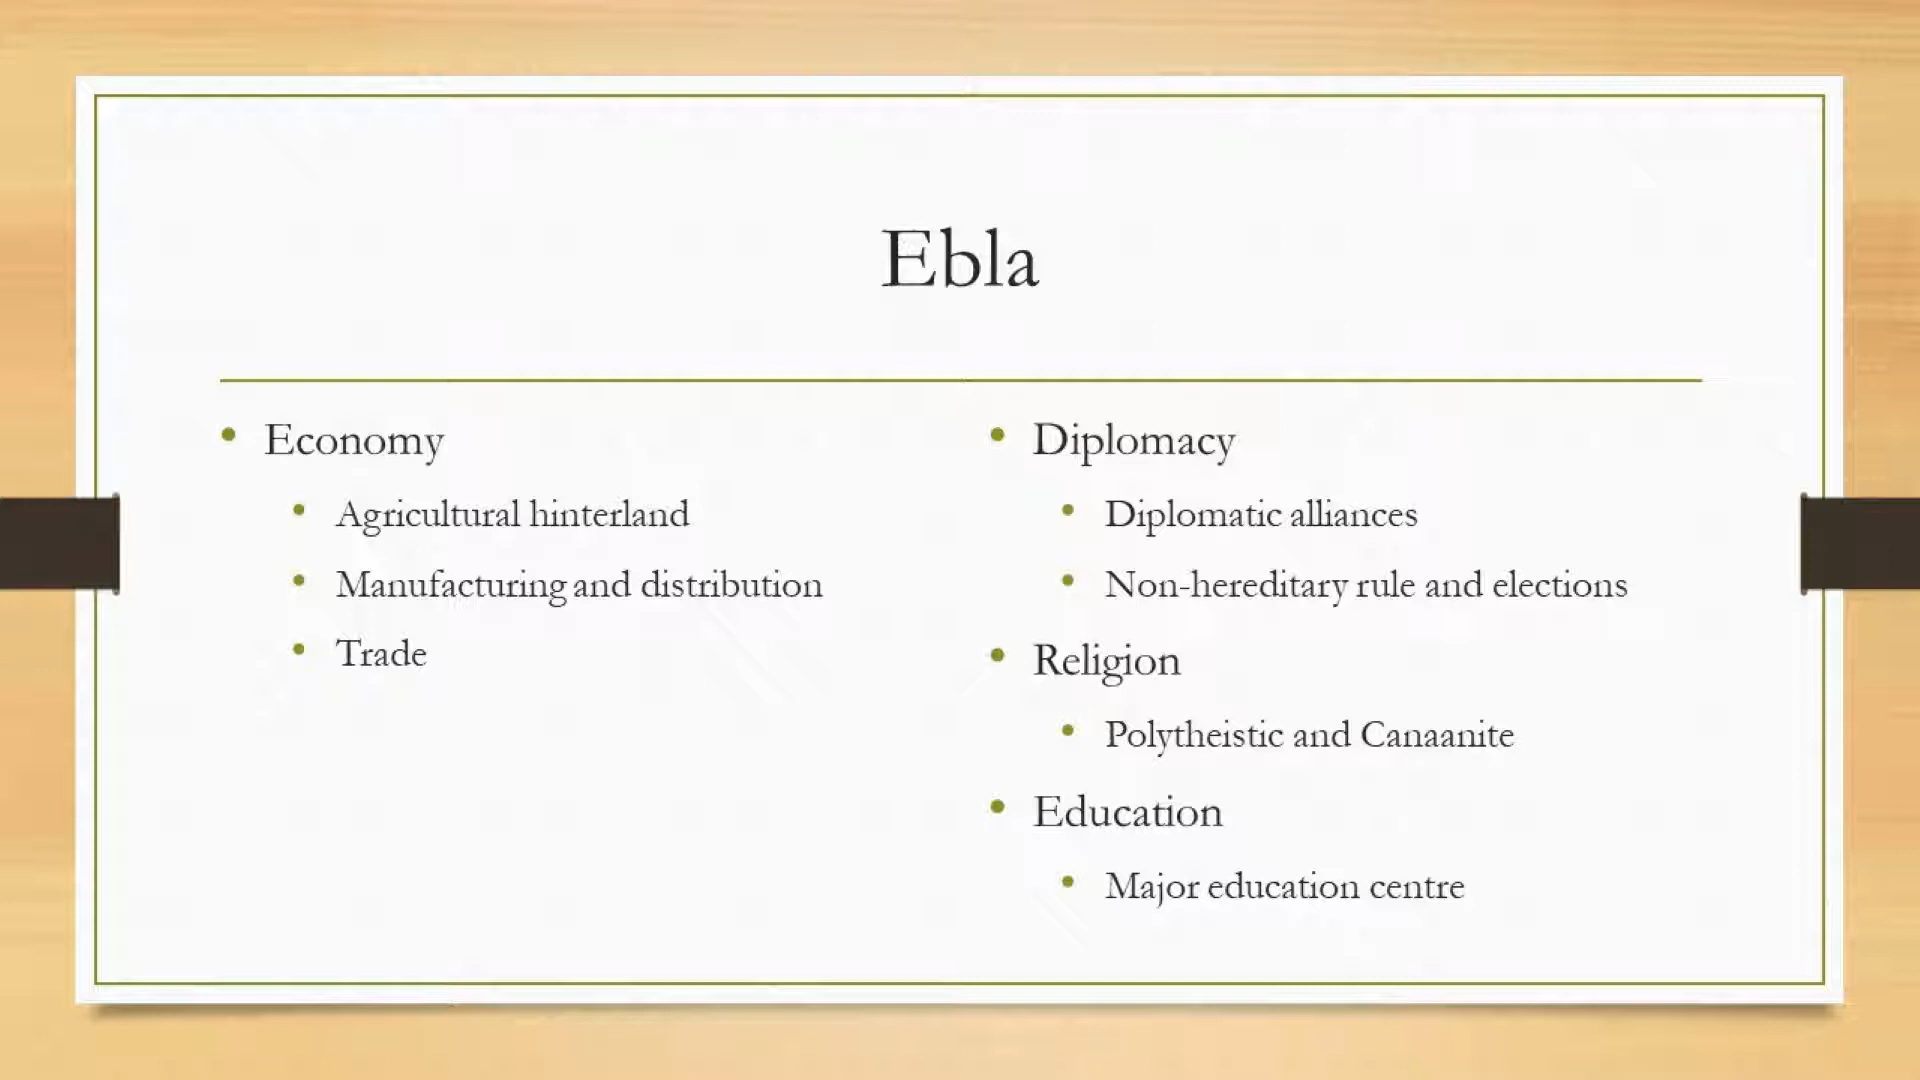 Ebla
Economy
Agricultural hinterland
Manufacturing and distribution
Trade
Diplomacy
Diplomatic alliances
Non-hereditary rule and elections
Religion
Polytheistic and Canaanite
Education
Major education centre